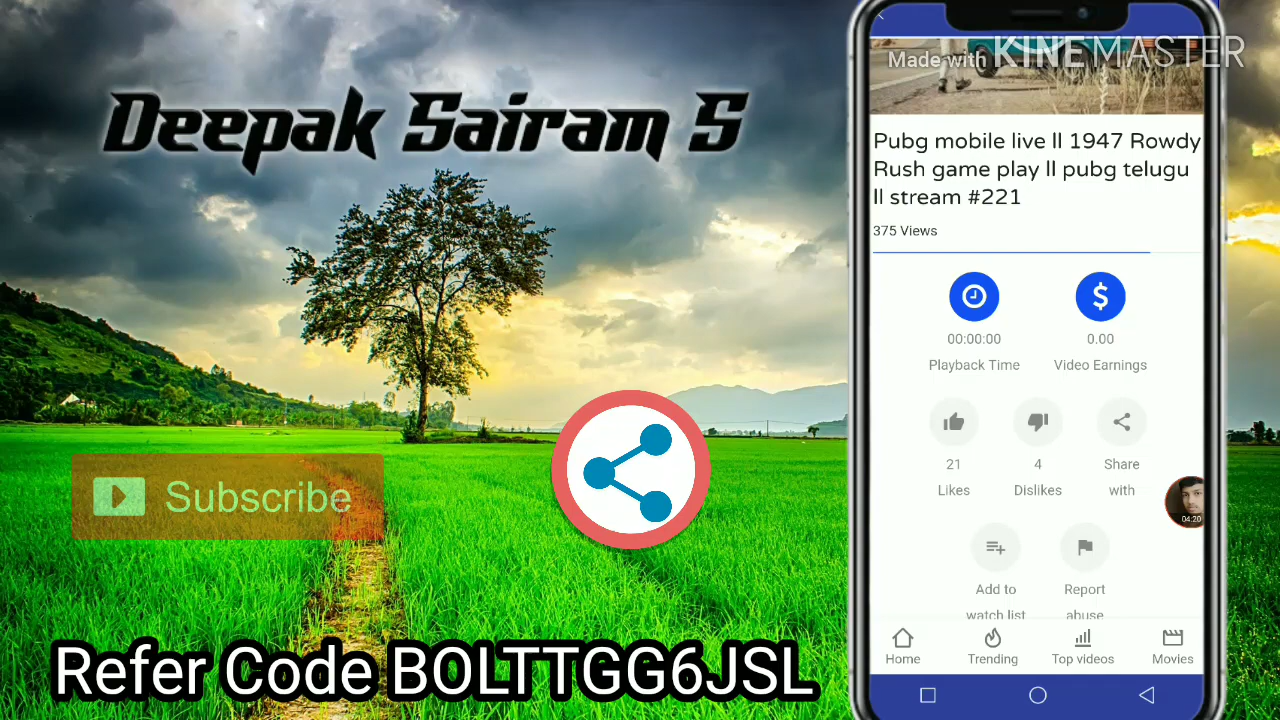 Deepak Sairam S
Made with KINEMASTER
Pubg mobile live ll 1947 Rowdy
Rush game play ll pubg telugu
ll stream #221
375 Views
00:00:00
0.00
Playback Time
Video Earnings
21
4
Share
Likes
Dislikes
with
04:20
Add to
Report
watch list
abuse
Home
Trending
Top videos
Movies
Subscribe
Refer Code BOLTTGG6JSL